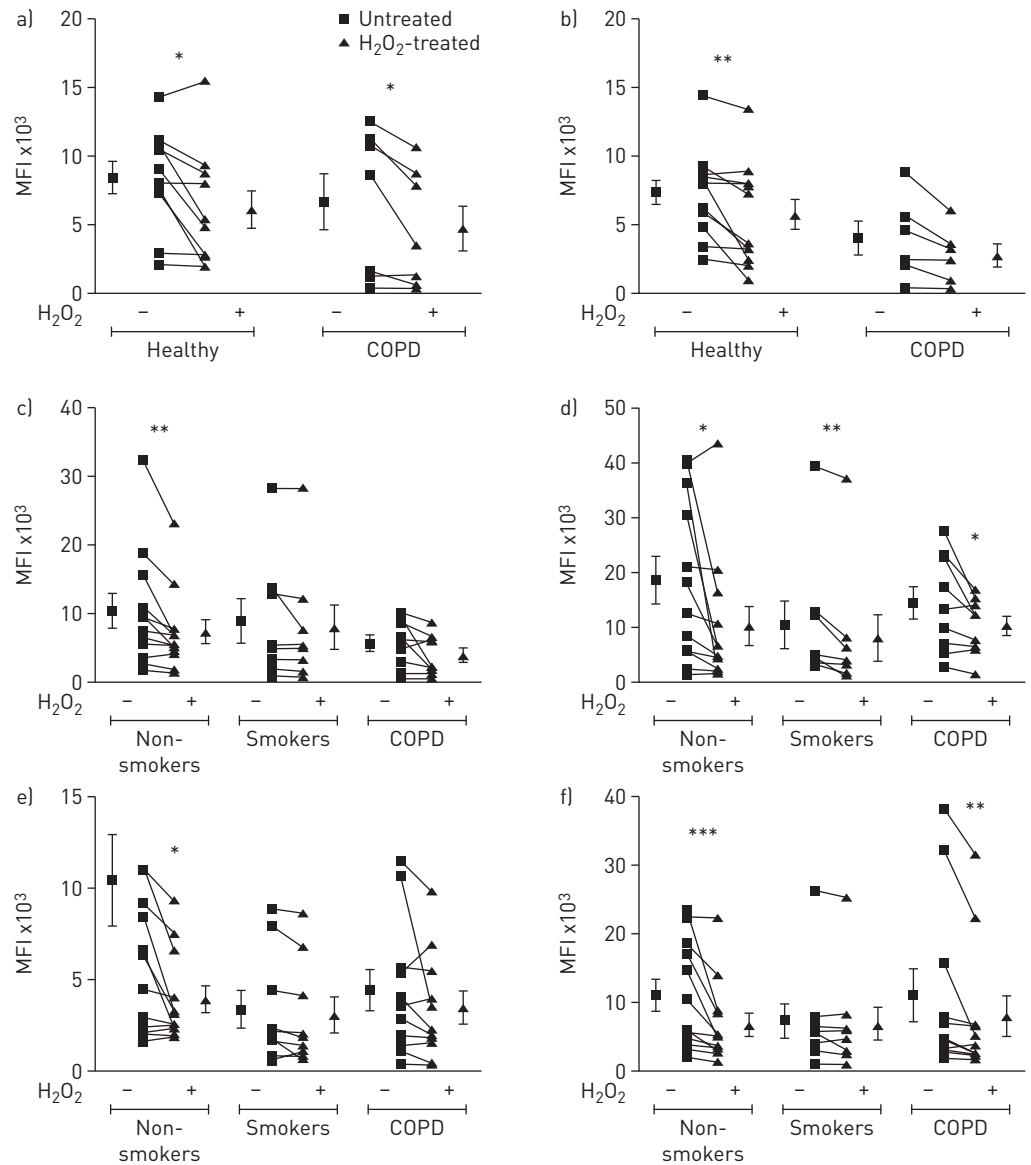 a)
20
15
10
5
0
MFI x10³
■ Untreated
▲ H₂O₂-treated
*
*
H₂O₂ − + − +
Healthy COPD
b)
20
15
10
5
0
MFI x10³
**
H₂O₂ − + − +
Healthy COPD
c)
40
30
20
10
0
MFI x10³
**
H₂O₂ − + − + − +
Non-
smokers Smokers COPD
d)
50
40
30
20
10
0
MFI x10³
*
**
*
H₂O₂ − + − + − +
Non-
smokers Smokers COPD
e)
15
10
5
0
MFI x10³
*
H₂O₂ − + − + − +
Non-
smokers Smokers COPD
f)
40
30
20
10
0
MFI x10³
***
**
H₂O₂ − + − + − +
Non-
smokers Smokers COPD